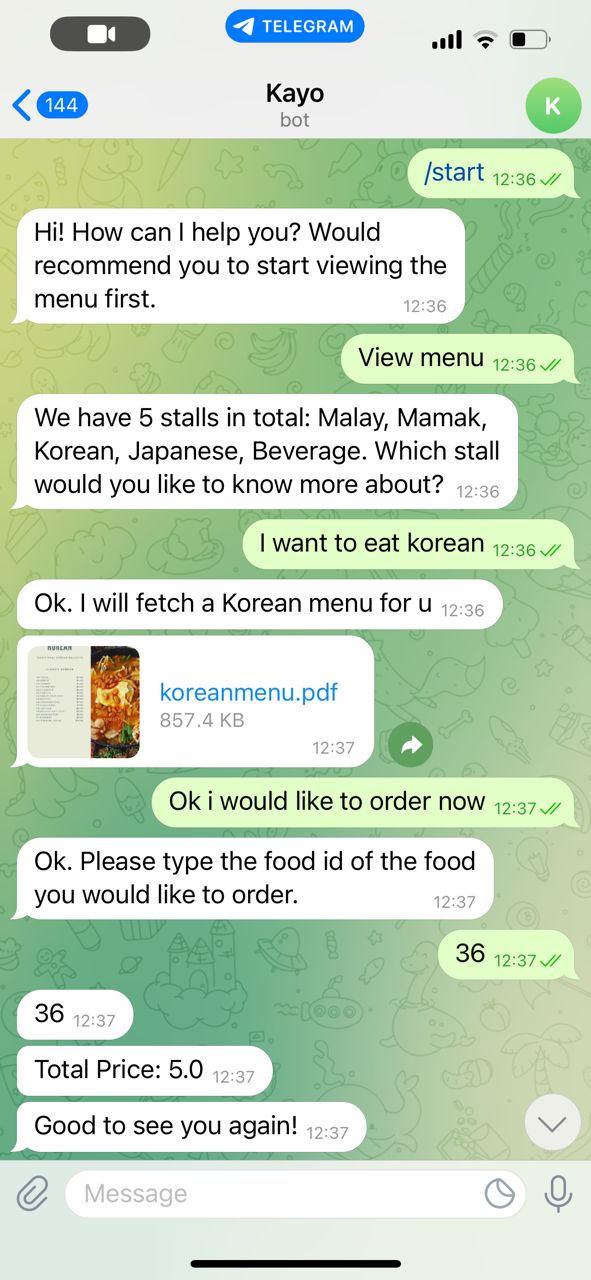 TELEGRAM
144
Kayo
bot
K
/start 12:36
Hi! How can I help you? Would
recommend you to start viewing the
menu first. 12:36
View menu 12:36
We have 5 stalls in total: Malay, Mamak,
Korean, Japanese, Beverage. Which stall
would you like to know more about? 12:36
I want to eat korean 12:36
Ok. I will fetch a Korean menu for u 12:36
KOREAN
koreanmenu.pdf
857.4 KB
12:37
Ok i would like to order now 12:37
Ok. Please type the food id of the food
you would like to order. 12:37
36 12:37
36 12:37
Total Price: 5.0 12:37
Good to see you again! 12:37
Message